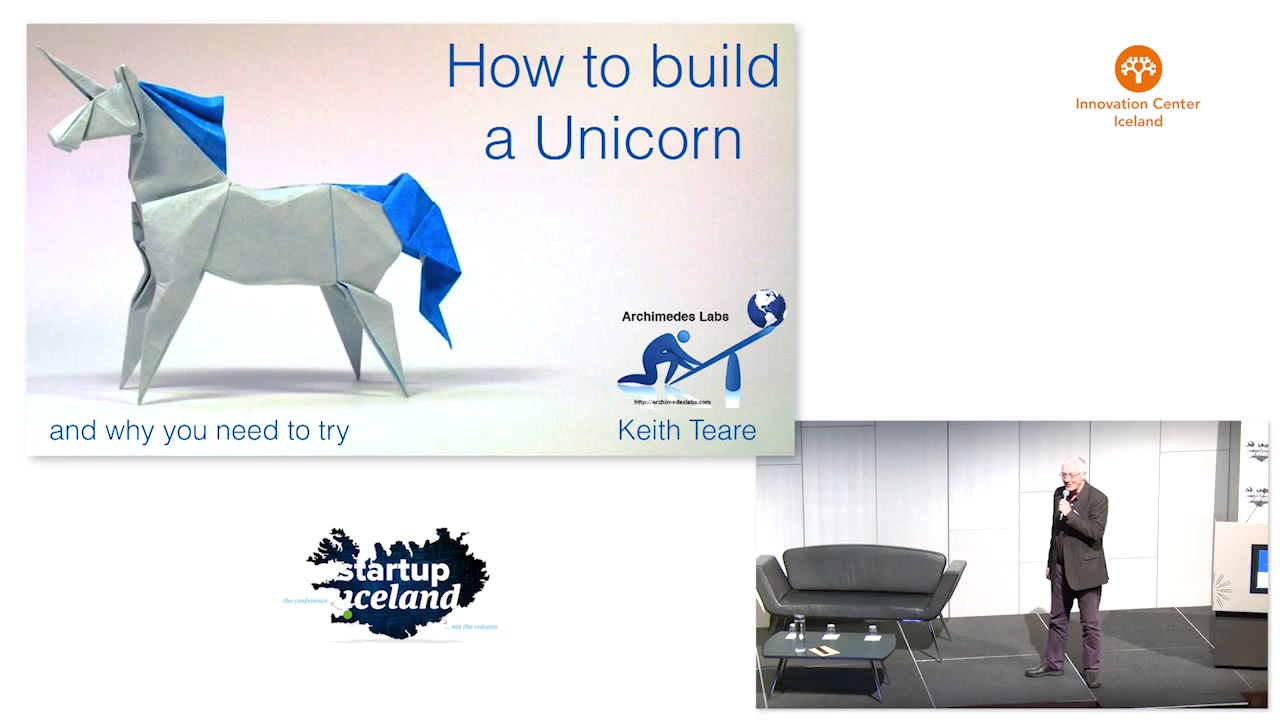 How to build
a Unicorn
Archimedes Labs
http://archimedeslabs.com
and why you need to try
Keith Teare
Innovation Center
Iceland
startup
iceland
the conference
... not the volcano